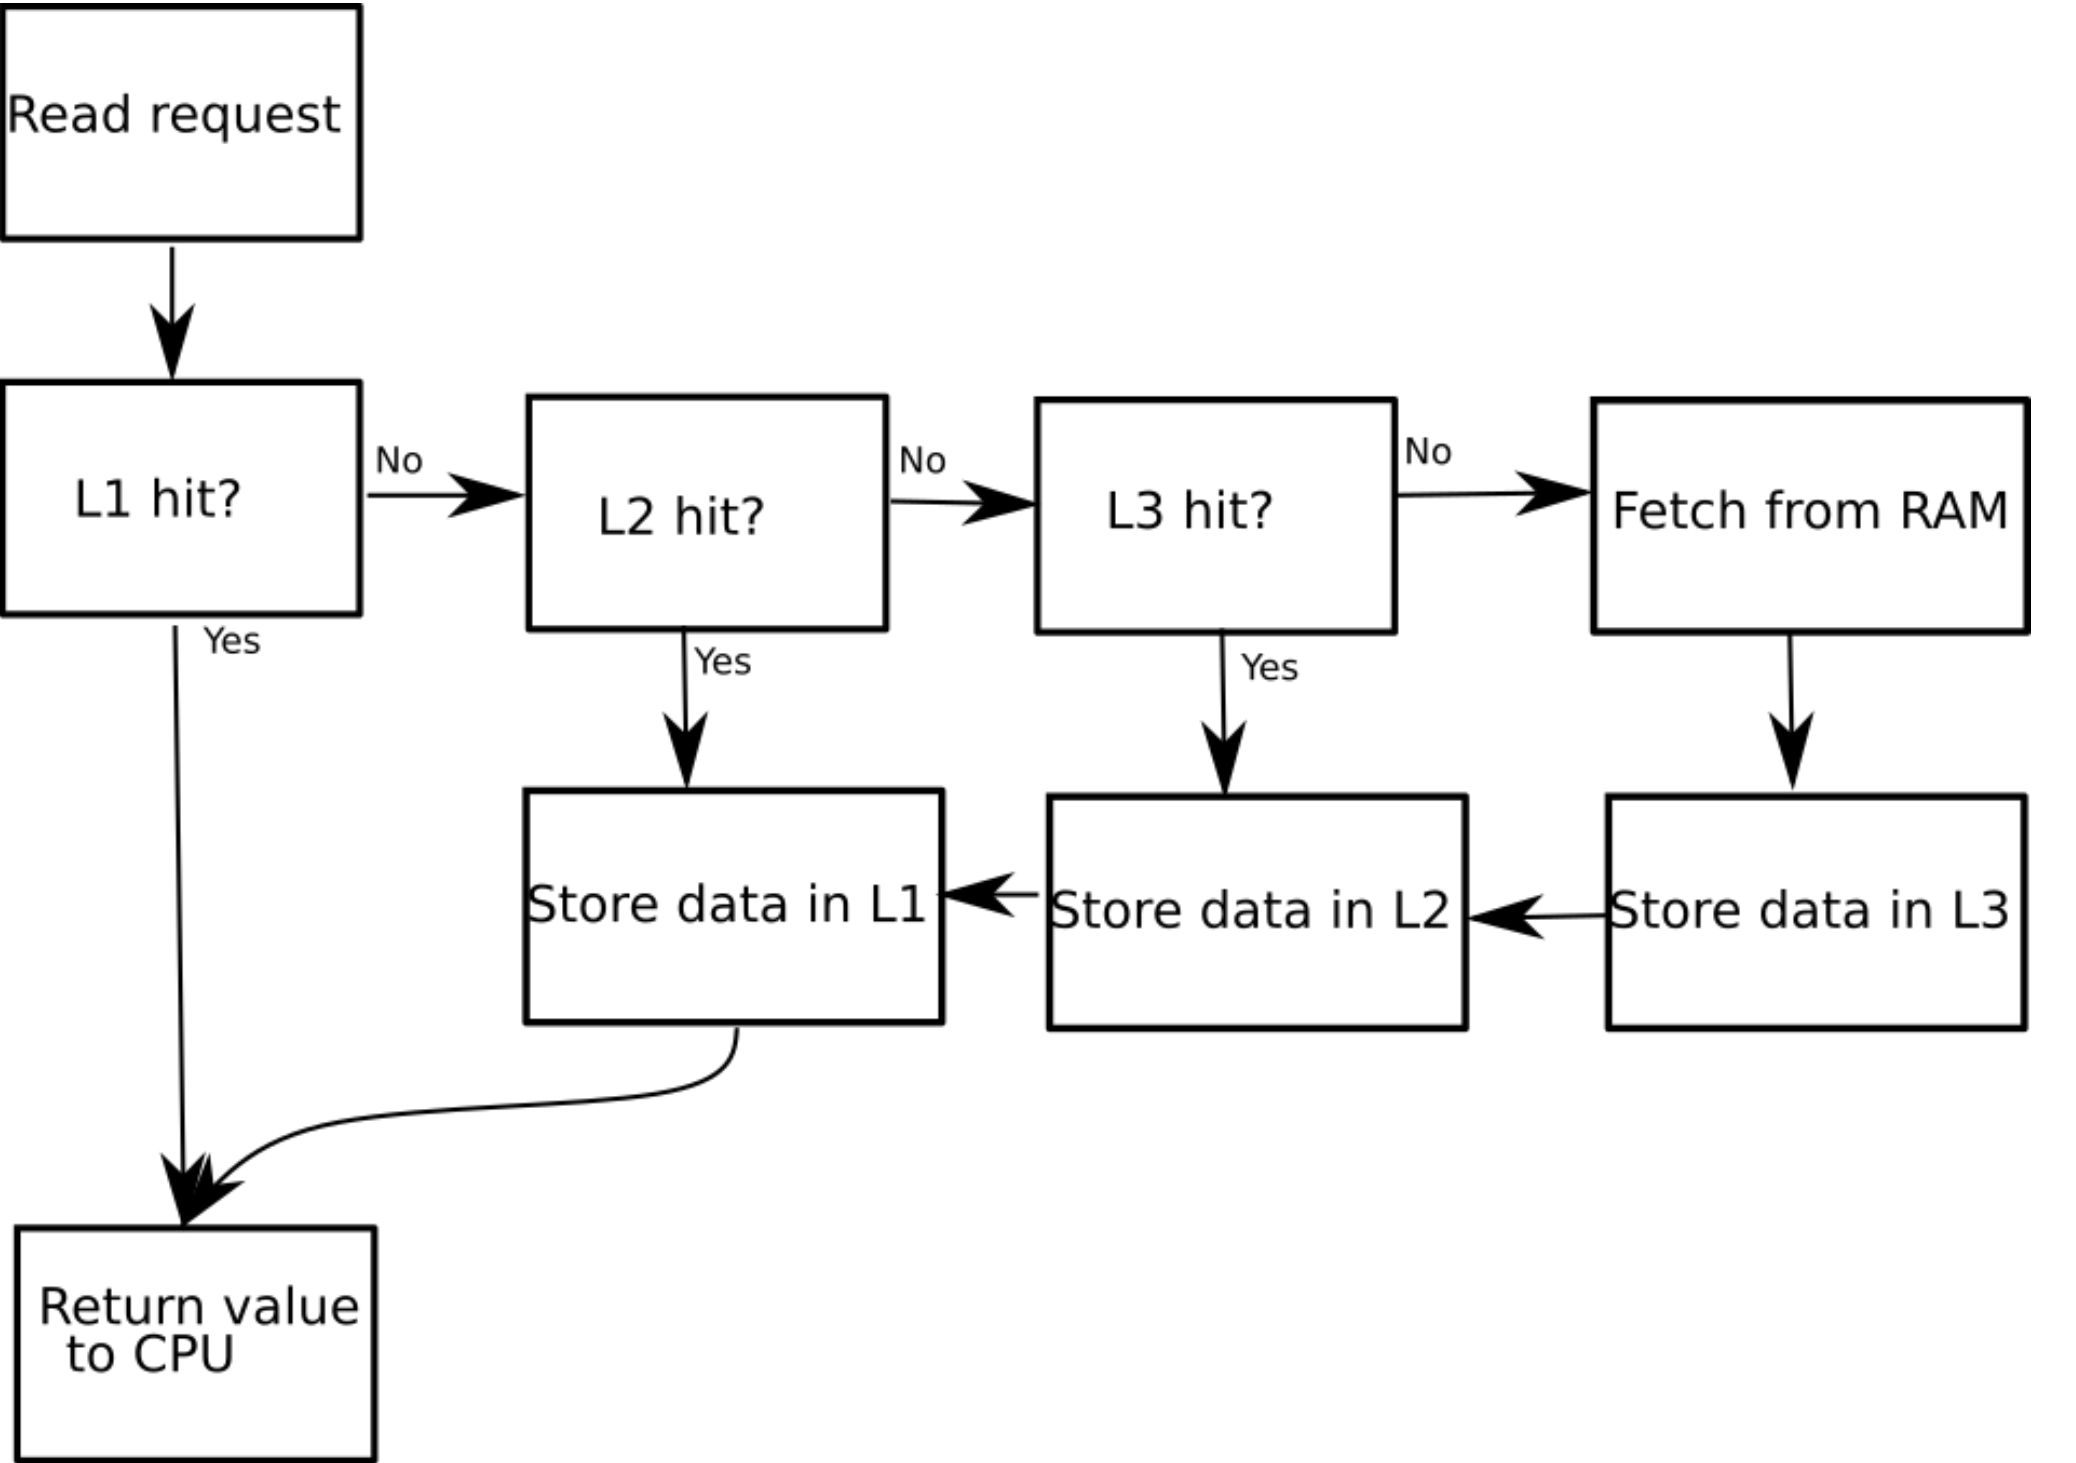 Read request
L1 hit?
No
L2 hit?
No
L3 hit?
No
Fetch from RAM
Yes
Yes
Yes
Store data in L1
Store data in L2
Store data in L3
Return value
to CPU